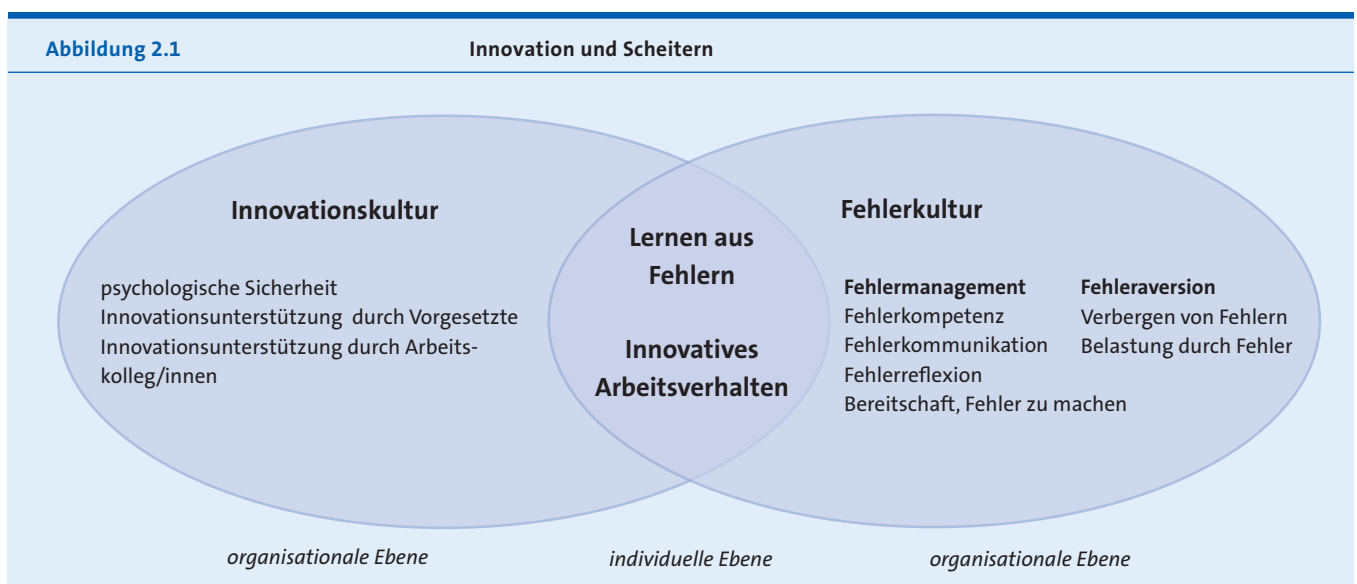 Abbildung 2.1 Innovation und Scheitern
Innovationskultur
psychologische Sicherheit
Innovationsunterstützung durch Vorgesetzte
Innovationsunterstützung durch Arbeits-
kolleg/innen
Lernen aus
Fehlern
Innovatives
Arbeitsverhalten
Fehlerkultur
Fehlermanagement
Fehlerkompetenz
Fehlerkommunikation
Fehlerreflexion
Bereitschaft, Fehler zu machen
Fehleraversion
Verbergen von Fehlern
Belastung durch Fehler
organisationale Ebene
individuelle Ebene
organisationale Ebene